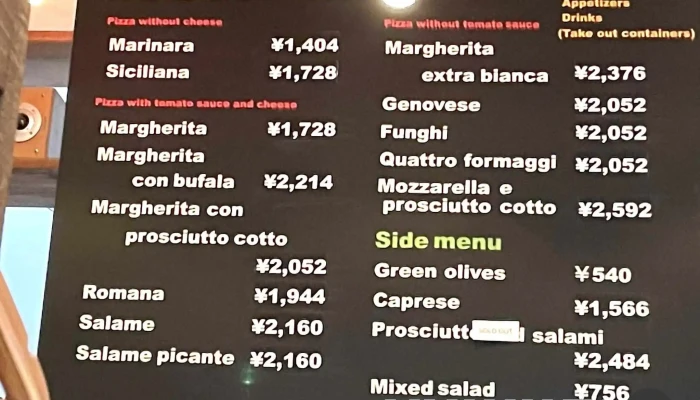 Pizza without cheese
Marinara ¥1,404
Siciliana ¥1,728
Pizza with tomato sauce and cheese
Margherita ¥1,728
Margherita
con bufala ¥2,214
Margherita con
prosciutto cotto
¥2,052
Romana ¥1,944
Salame ¥2,160
Salame picante ¥2,160
Appetizers
Drinks
(Take out containers)
Pizza without tomato sauce
Margherita
extra bianca ¥2,376
Genovese ¥2,052
Funghi ¥2,052
Quattro formaggi ¥2,052
Mozzarella e
prosciutto cotto ¥2,592
Side menu
Green olives ¥540
Caprese ¥1,566
salami
¥2,484
Mixed salad ¥756